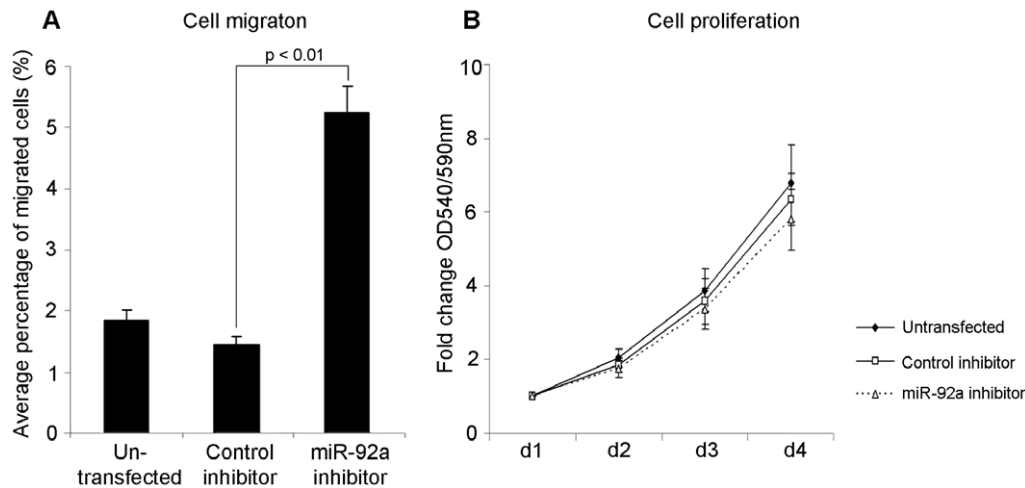 A
Cell migraton
p < 0.01
Average percentage of migrated cells (%)
6
5
4
3
2
1
0
Un-
transfected
Control
inhibitor
miR-92a
inhibitor
B
Cell proliferation
Fold change OD540/590nm
10
8
6
4
2
0
d1
d2
d3
d4
Untransfected
Control inhibitor
miR-92a inhibitor